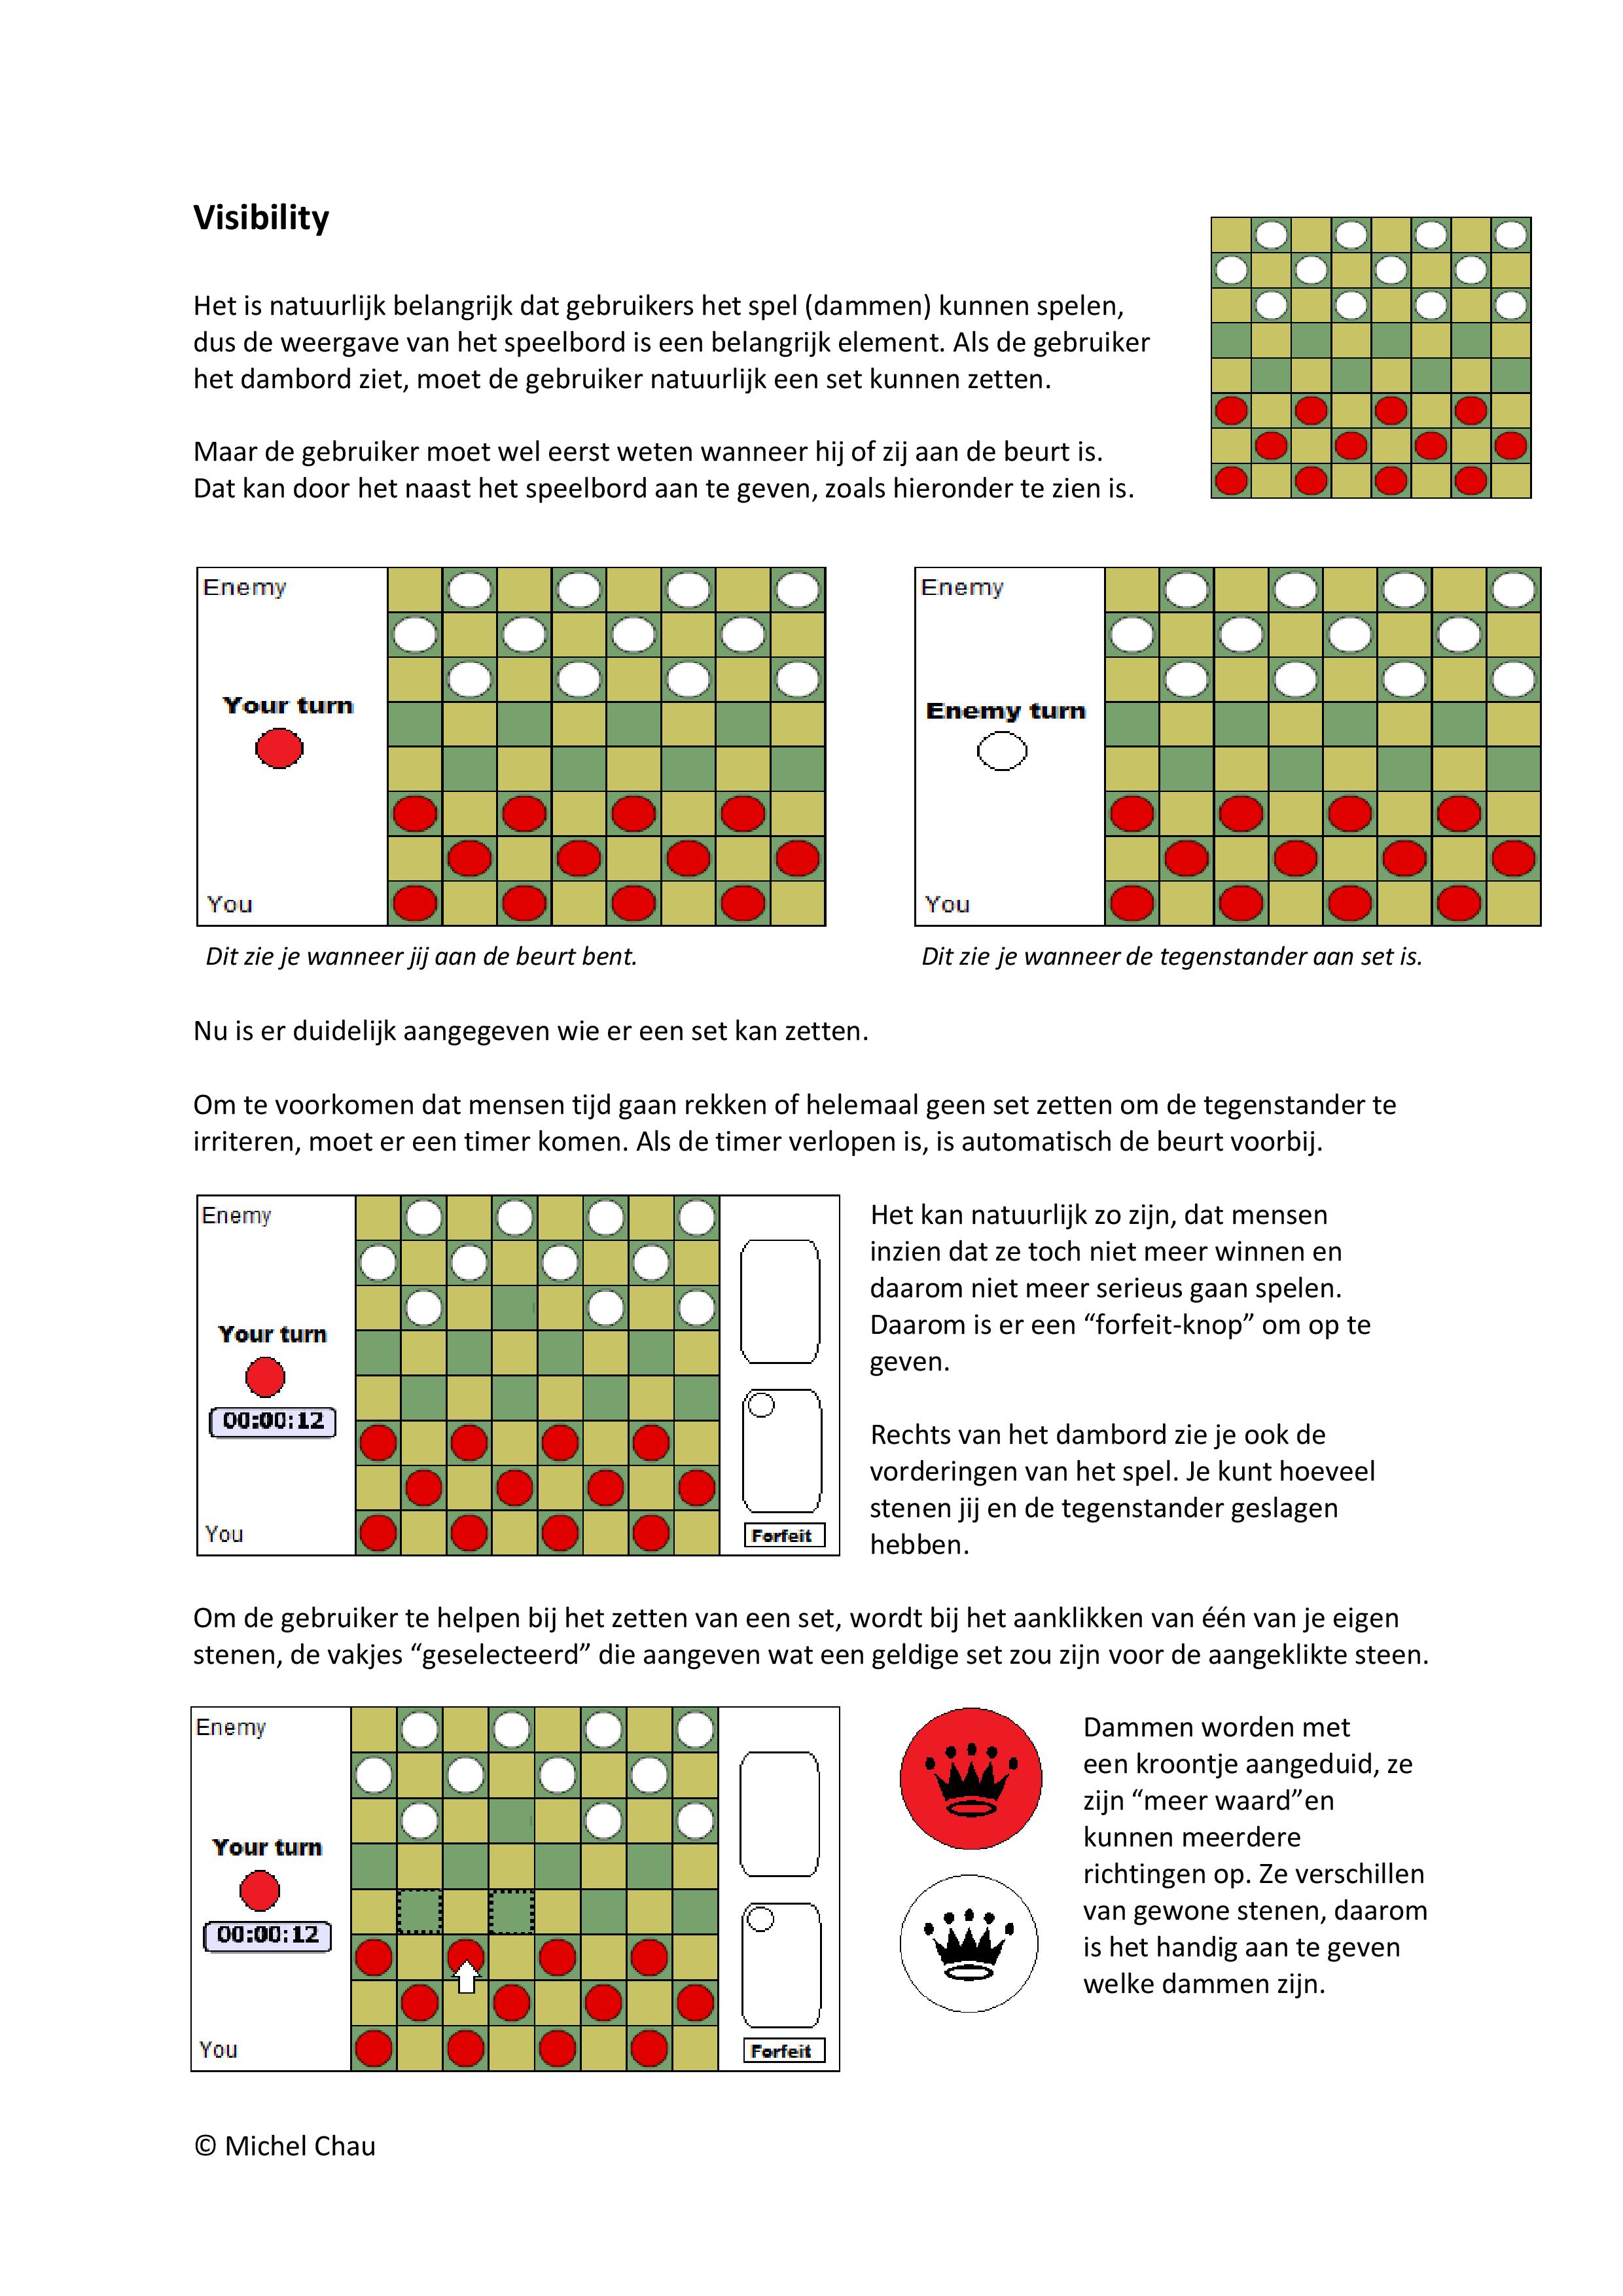 Visibility
Het is natuurlijk belangrijk dat gebruikers het spel (dammen) kunnen spelen,
dus de weergave van het speelbord is een belangrijk element. Als de gebruiker
het dambord ziet, moet de gebruiker natuurlijk een set kunnen zetten.
Maar de gebruiker moet wel eerst weten wanneer hij of zij aan de beurt is.
Dat kan door het naast het speelbord aan te geven, zoals hieronder te zien is.
Enemy
Your turn
You
Enemy
Enemy turn
You
Dit zie je wanneer jij aan de beurt bent.
Dit zie je wanneer de tegenstander aan set is.
Nu is er duidelijk aangegeven wie er een set kan zetten.
Om te voorkomen dat mensen tijd gaan rekken of helemaal geen set zetten om de tegenstander te
irriteren, moet er een timer komen. Als de timer verlopen is, is automatisch de beurt voorbij.
Enemy
Your turn
00:00:12
You
Forfeit
Het kan natuurlijk zo zijn, dat mensen
inzien dat ze toch niet meer winnen en
daarom niet meer serieus gaan spelen.
Daarom is er een “forfeit-knop” om op te
geven.
Rechts van het dambord zie je ook de
vorderingen van het spel. Je kunt hoeveel
stenen jij en de tegenstander geslagen
hebben.
Om de gebruiker te helpen bij het zetten van een set, wordt bij het aanklikken van één van je eigen
stenen, de vakjes “geselecteerd” die aangeven wat een geldige set zou zijn voor de aangeklikte steen.
Enemy
Your turn
00:00:12
You
Forfeit
Dammen worden met
een kroontje aangeduid, ze
zijn “meer waard”en
kunnen meerdere
richtingen op. Ze verschillen
van gewone stenen, daarom
is het handig aan te geven
welke dammen zijn.
© Michel Chau